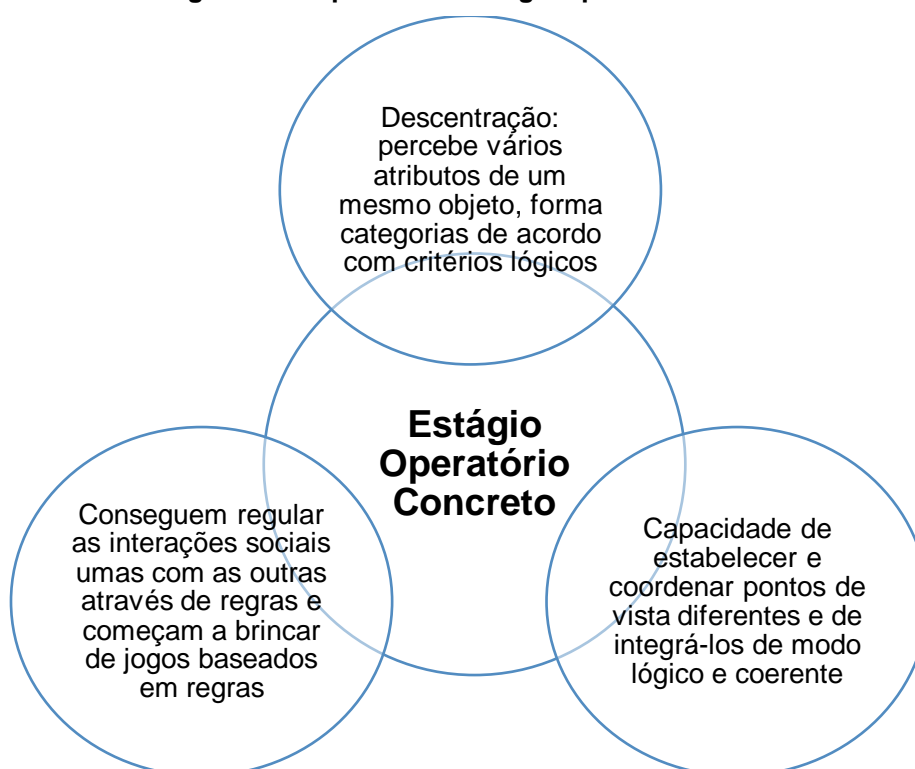 Descentração:
percebe vários
atributos de um
mesmo objeto, forma
categorias de acordo
com critérios lógicos
Estágio
Operatório
Concreto
Conseguem regular
as interações sociais
umas com as outras
através de regras e
começam a brincar
de jogos baseados
em regras
Capacidade de
estabelecer e
coordenar pontos de
vista diferentes e de
integrá-los de modo
lógico e coerente